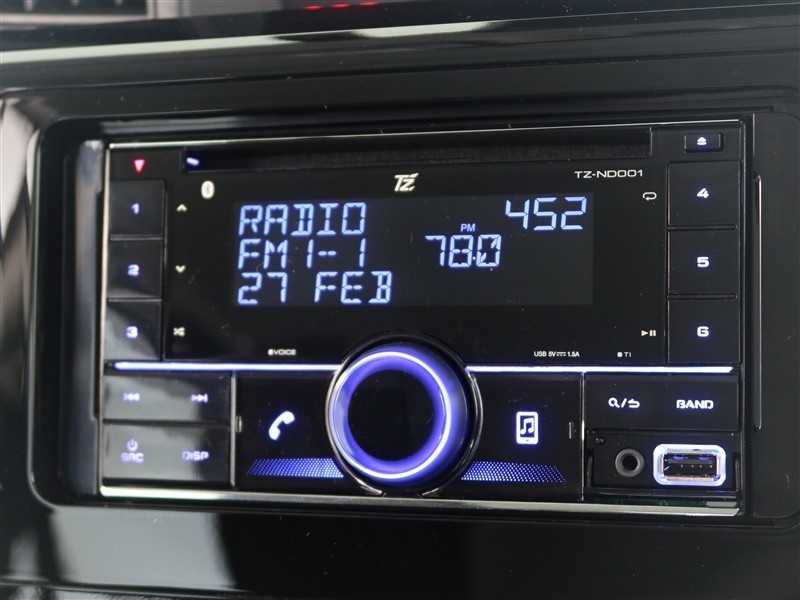 TZ TZ-ND001
1 4
RADIO 452
PM
FM1-1 78.0
2 5
27 FEB
3 6
VOICE USB 5V 1.5A TI
BAND
SRC DISP